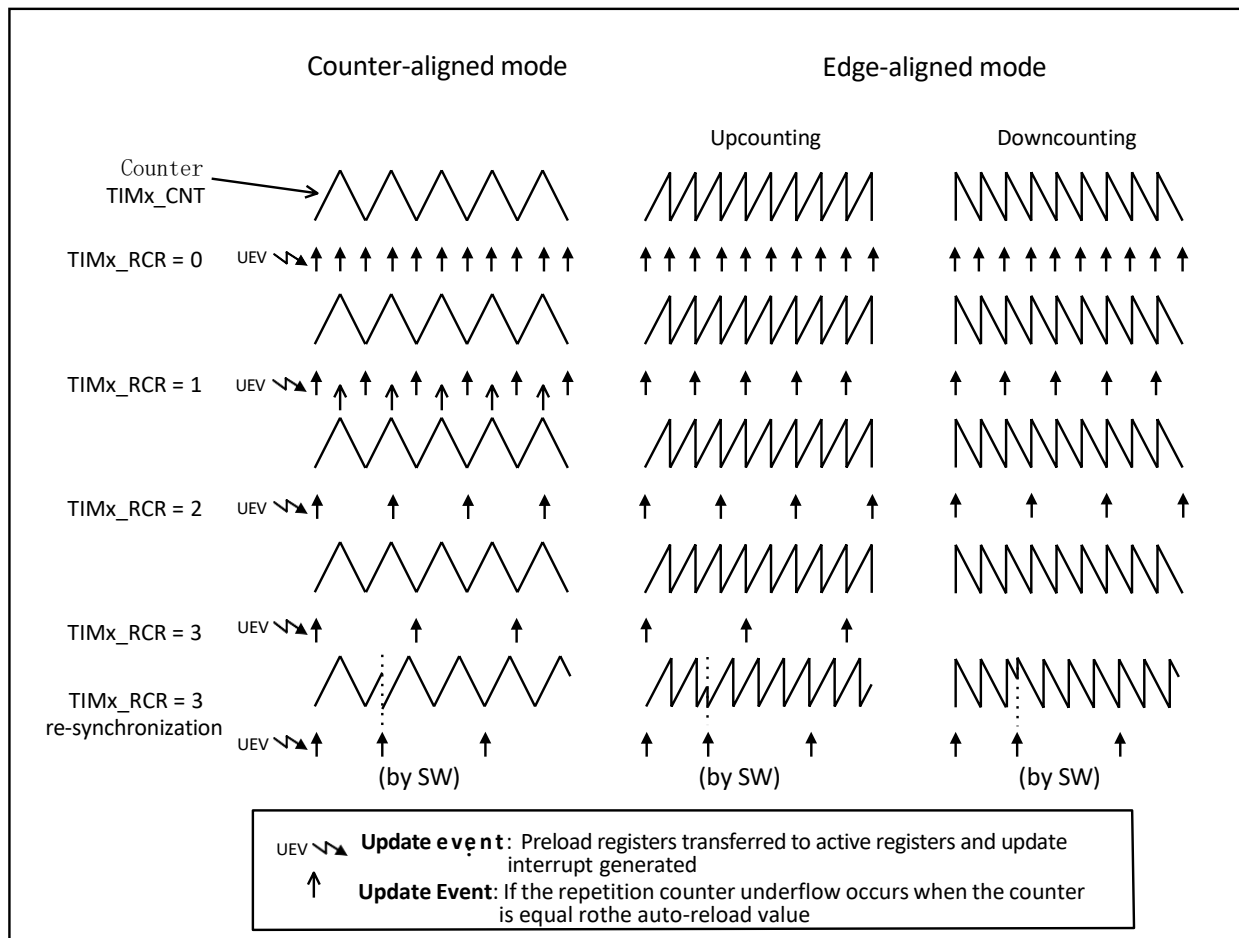 Counter-aligned mode
Edge-aligned mode
Upcounting
Downcounting
Counter
TIMx_CNT
TIMx_RCR = 0
UEV
TIMx_RCR = 1
UEV
TIMx_RCR = 2
UEV
TIMx_RCR = 3
UEV
TIMx_RCR = 3
re-synchronization
UEV
(by SW)
(by SW)
(by SW)
UEV
Update event: Preload registers transferred to active registers and update
interrupt generated
Update Event: If the repetition counter underflow occurs when the counter
is equal rothe auto-reload value